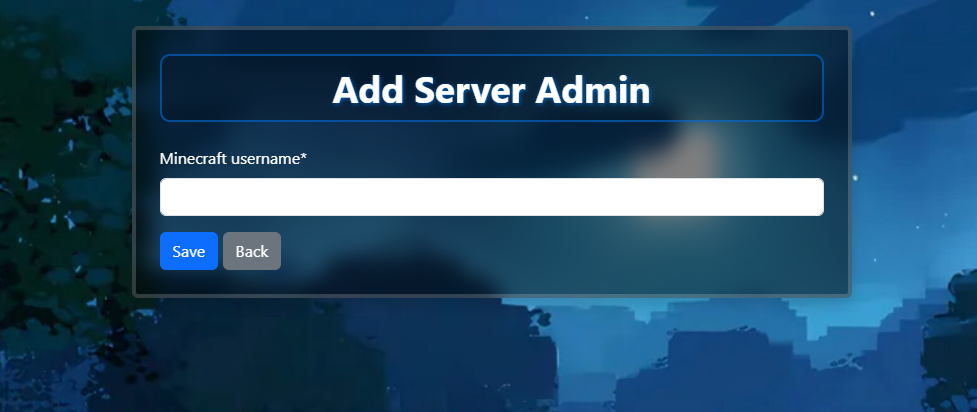 Add Server Admin
Minecraft username*
Save Back